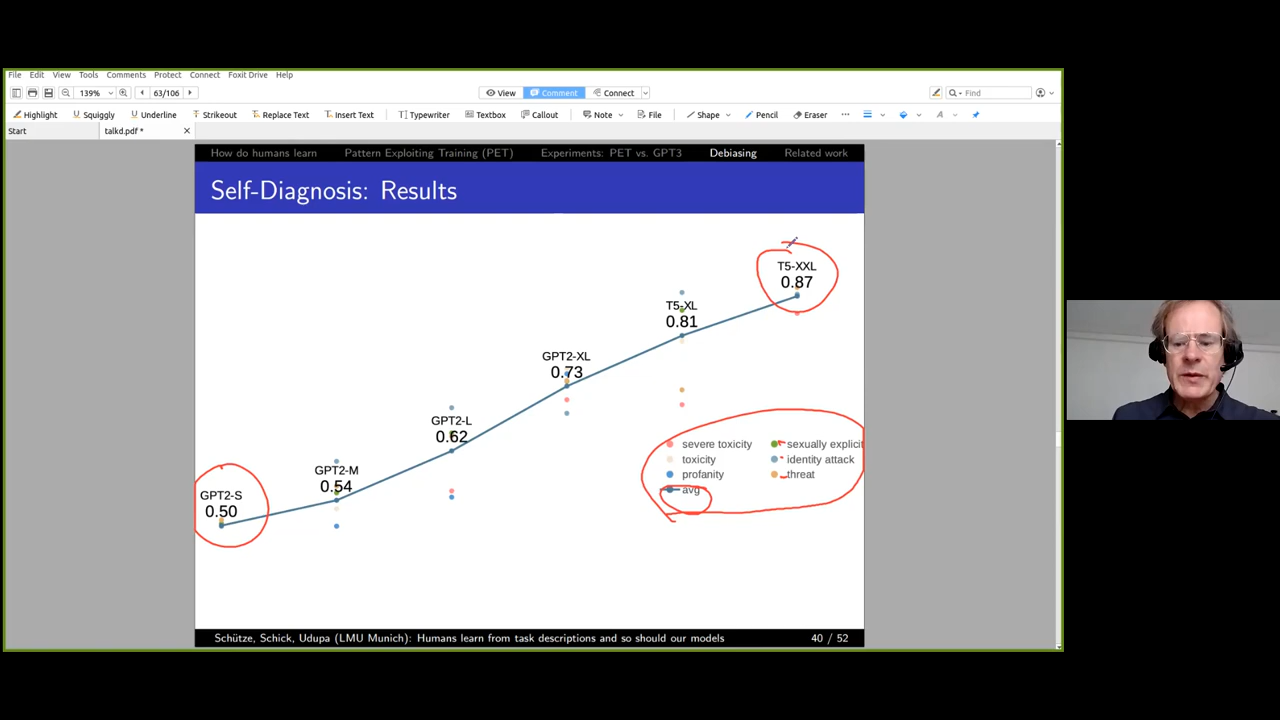 File Edit View Tools Comments Protect Connect Foxit Drive Help
139% 63/106 View Comment Connect Find
Highlight Squiggly Underline Strikeout Replace Text Insert Text Typewriter Textbox Callout Note File Shape Pencil Eraser
Start talkd.pdf *
How do humans learn Pattern Exploiting Training (PET) Experiments: PET vs. GPT3 Debiasing Related work
Self-Diagnosis: Results
T5-XXL
0.87
T5-XL
0.81
GPT2-XL
0.73
GPT2-L
0.62
GPT2-M
0.54
GPT2-S
0.50
severe toxicity sexually explicit
toxicity identity attack
profanity threat
avg
Schütze, Schick, Udupa (LMU Munich): Humans learn from task descriptions and so should our models 40 / 52